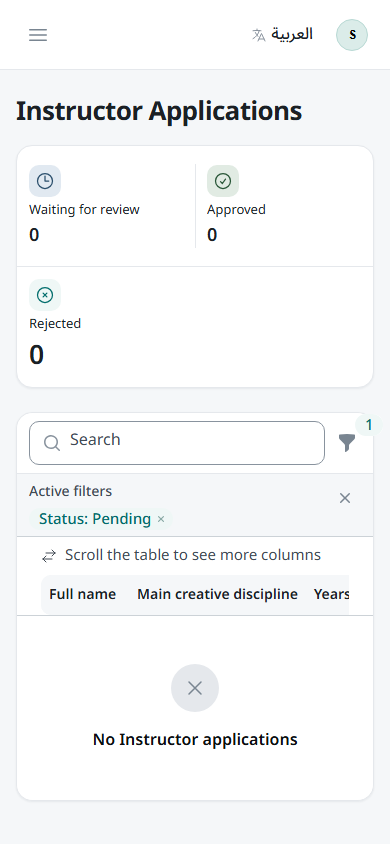 العربية
S
Instructor Applications
Waiting for review
0
Approved
0
Rejected
0
Search
1
Active filters
Status: Pending ×
Scroll the table to see more columns
Full name Main creative discipline Years
No Instructor applications